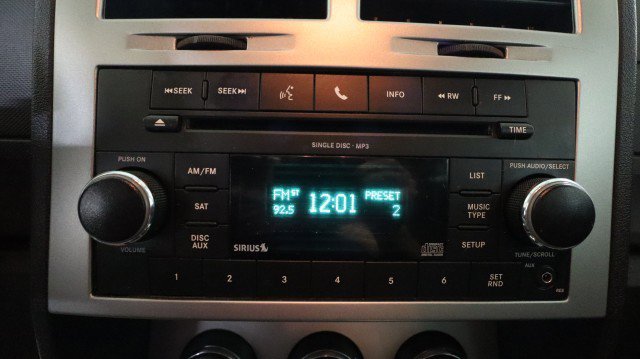 SEEK
SEEK
INFO
RW
FF
TIME
SINGLE DISC - MP3
PUSH ON
VOLUME
AM/FM
SAT
DISC
AUX
FM ST 12:01 PRESET
92.5 2
SIRIUS
disc
LIST
MUSIC
TYPE
SETUP
PUSH AUDIO/SELECT
TUNE/SCROLL
AUX
1 2 3 4 5 6 SET
RND